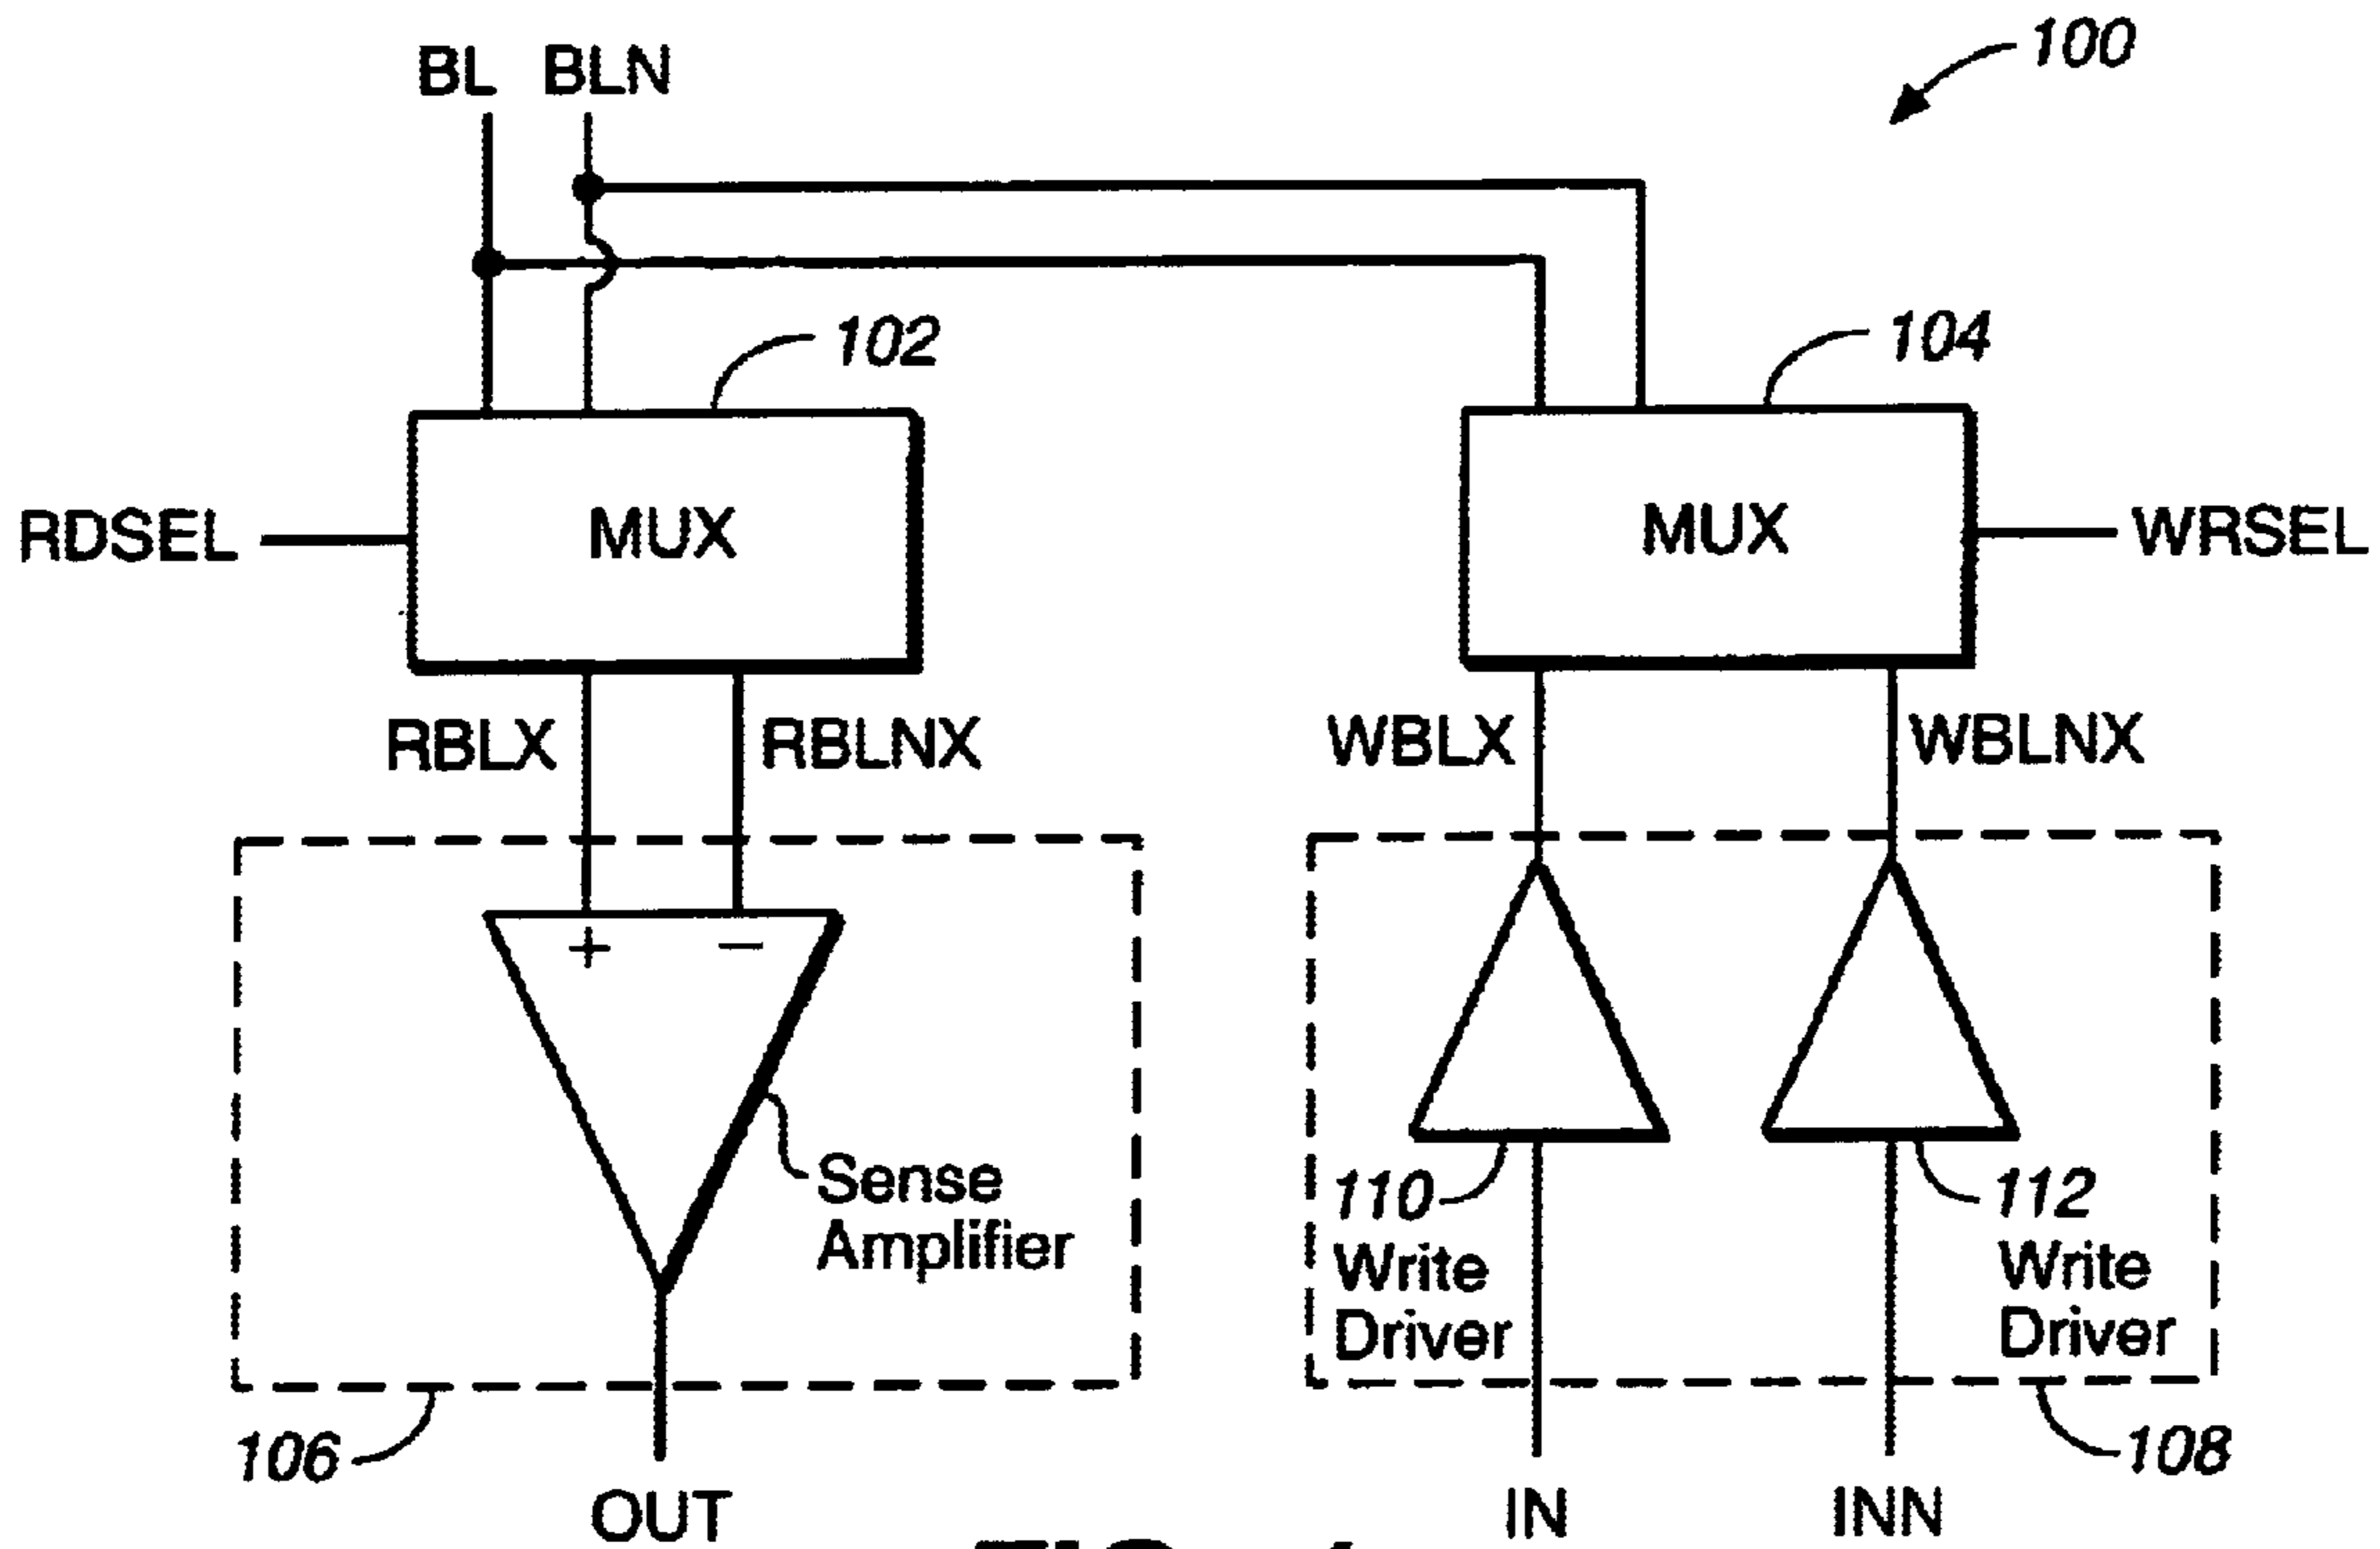 BL BLN
100
102
104
RDSEL
MUX
MUX
WRSEL
RBLX
RBLNX
WBLX
WBLNX
+
−
Sense
Amplifier
110
Write
Driver
112
Write
Driver
106
108
OUT
IN
INN